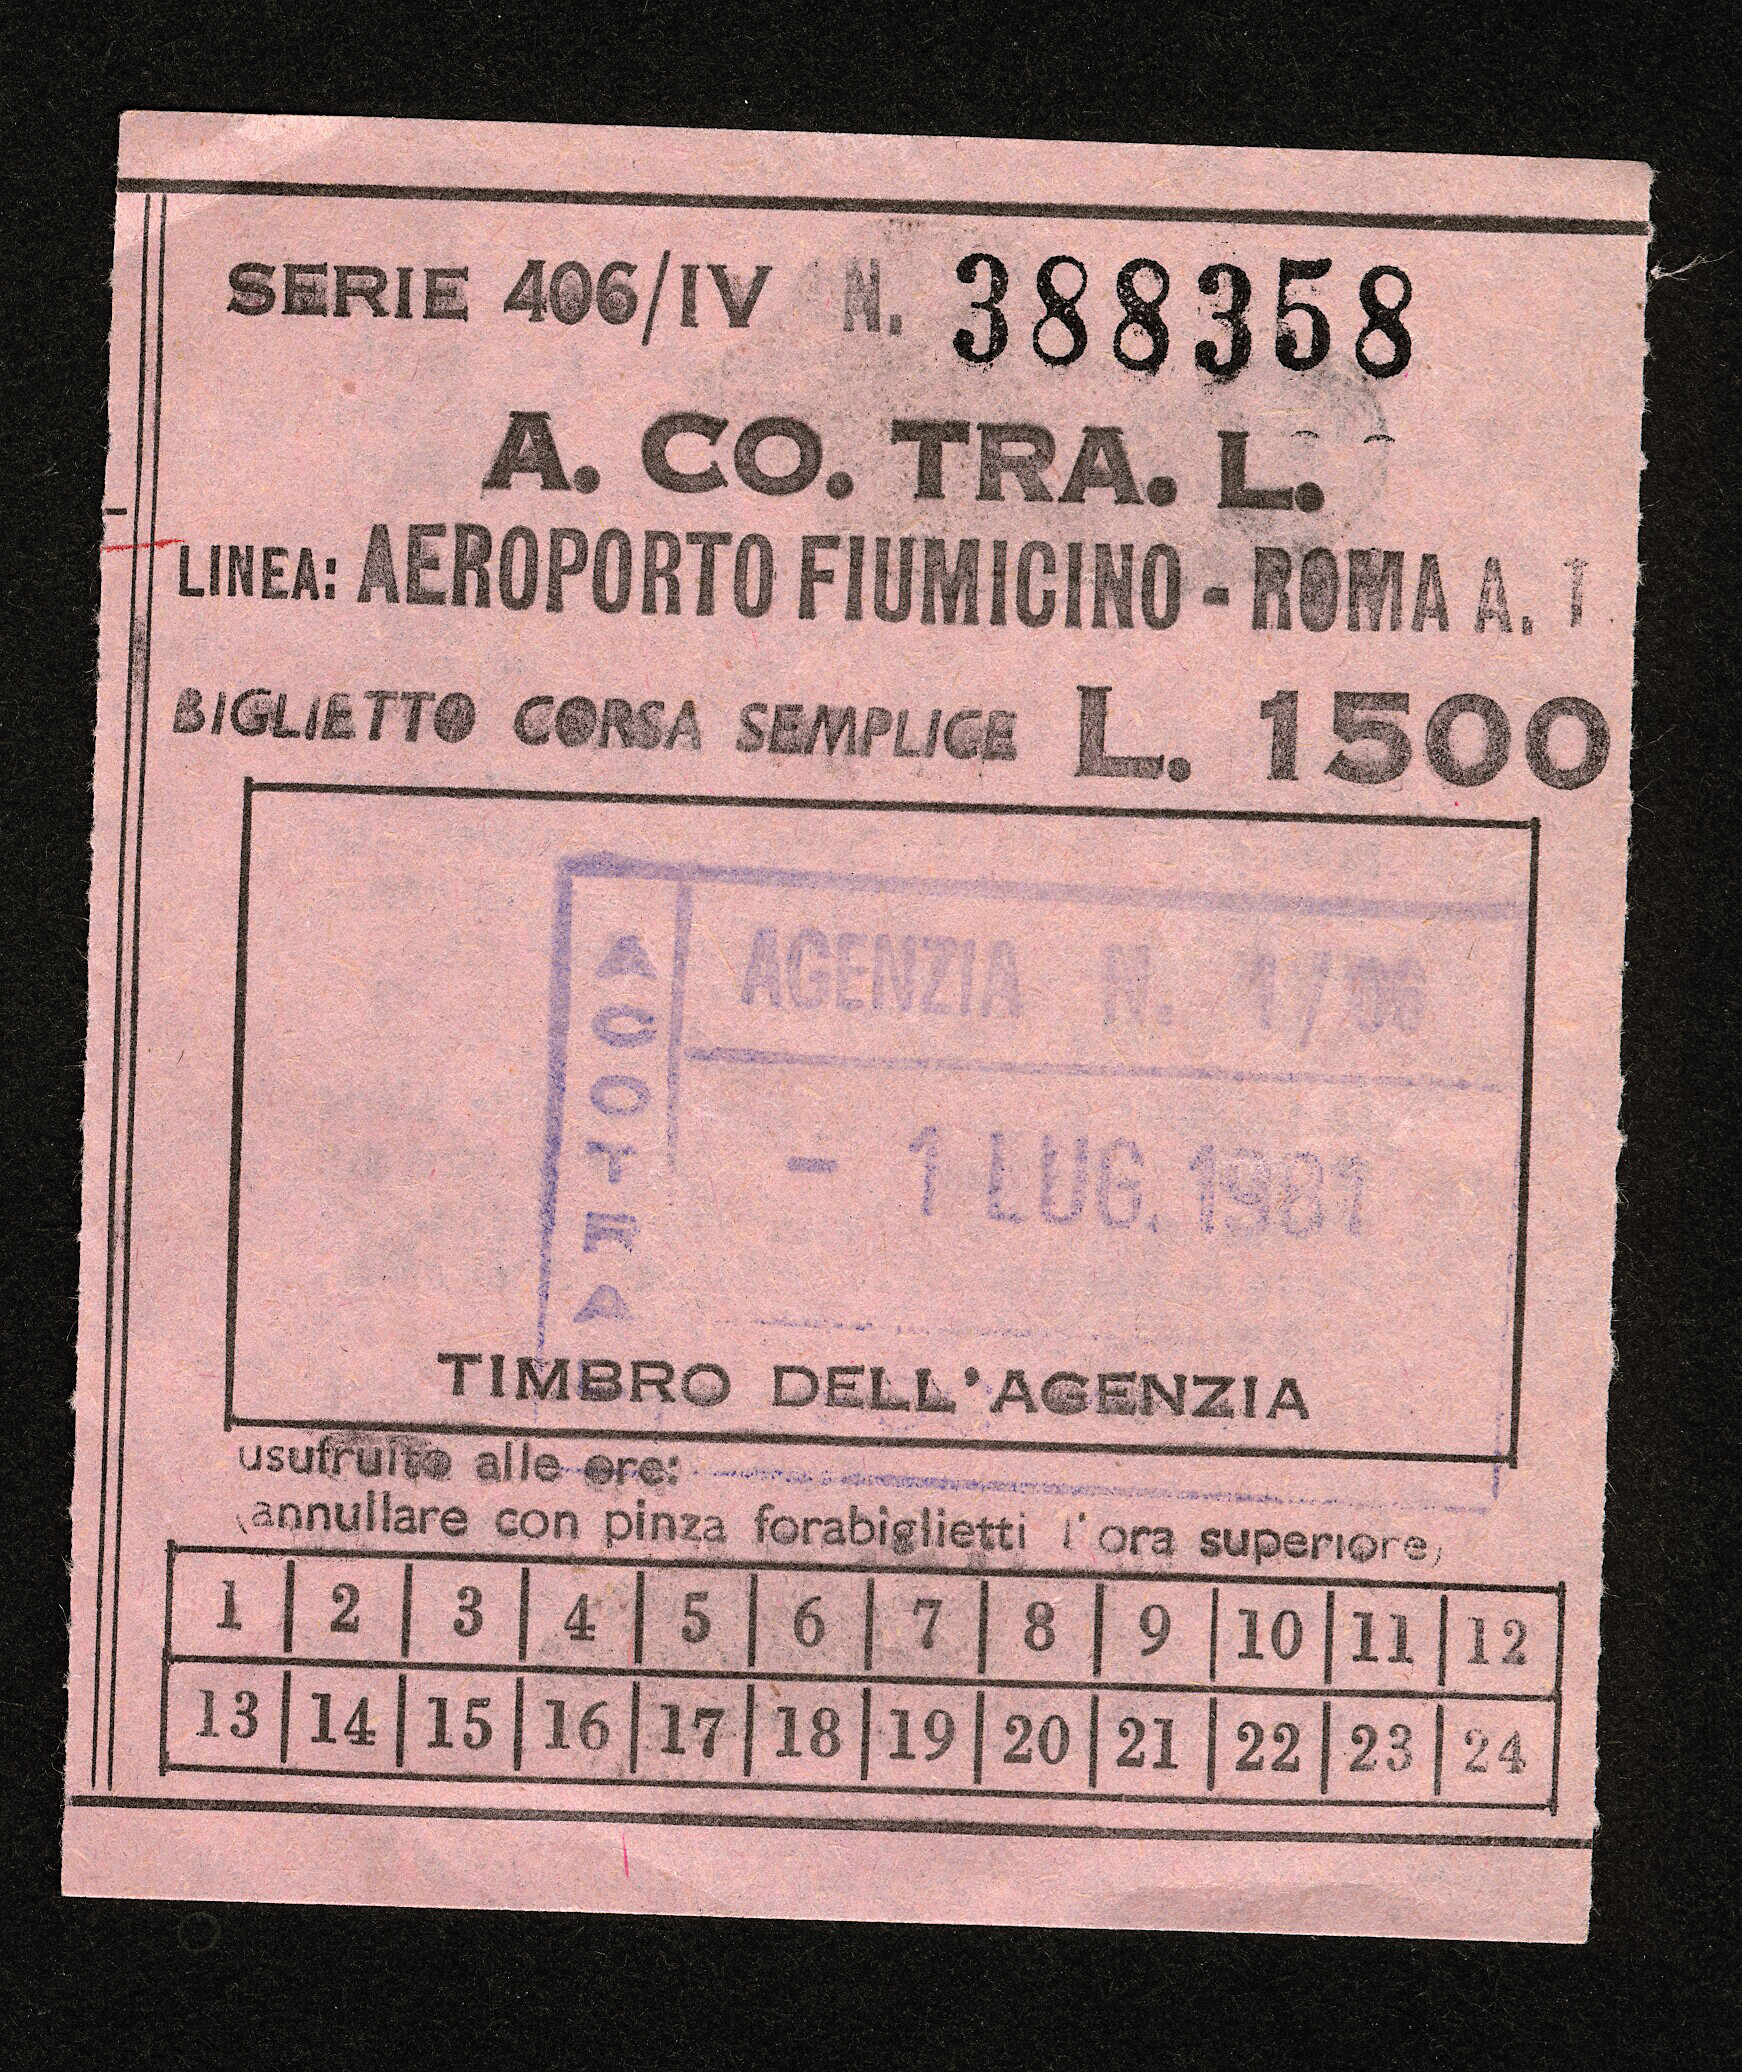 SERIE 406/IV N. 388358
A. CO. TRA. L.
LINEA: AEROPORTO FIUMICINO - ROMA A. T.
BIGLIETTO CORSA SEMPLICE L. 1500
ACOTRA
AGENZIA N. 1/06
- 1 LUG. 1981
TIMBRO DELL'AGENZIA
usufruito alle ore:
(annullare con pinza forabiglietti l'ora superiore)
1 2 3 4 5 6 7 8 9 10 11 12
13 14 15 16 17 18 19 20 21 22 23 24